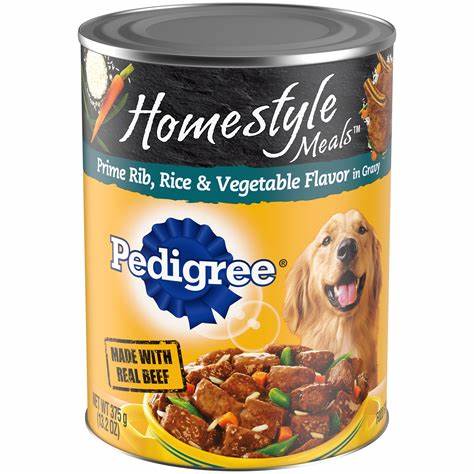 Homestyle
Meals™
Prime Rib, Rice & Vegetable Flavor in Gravy
Pedigree®
MADE WITH
REAL BEEF
NET WT 375g
(13.2 OZ)